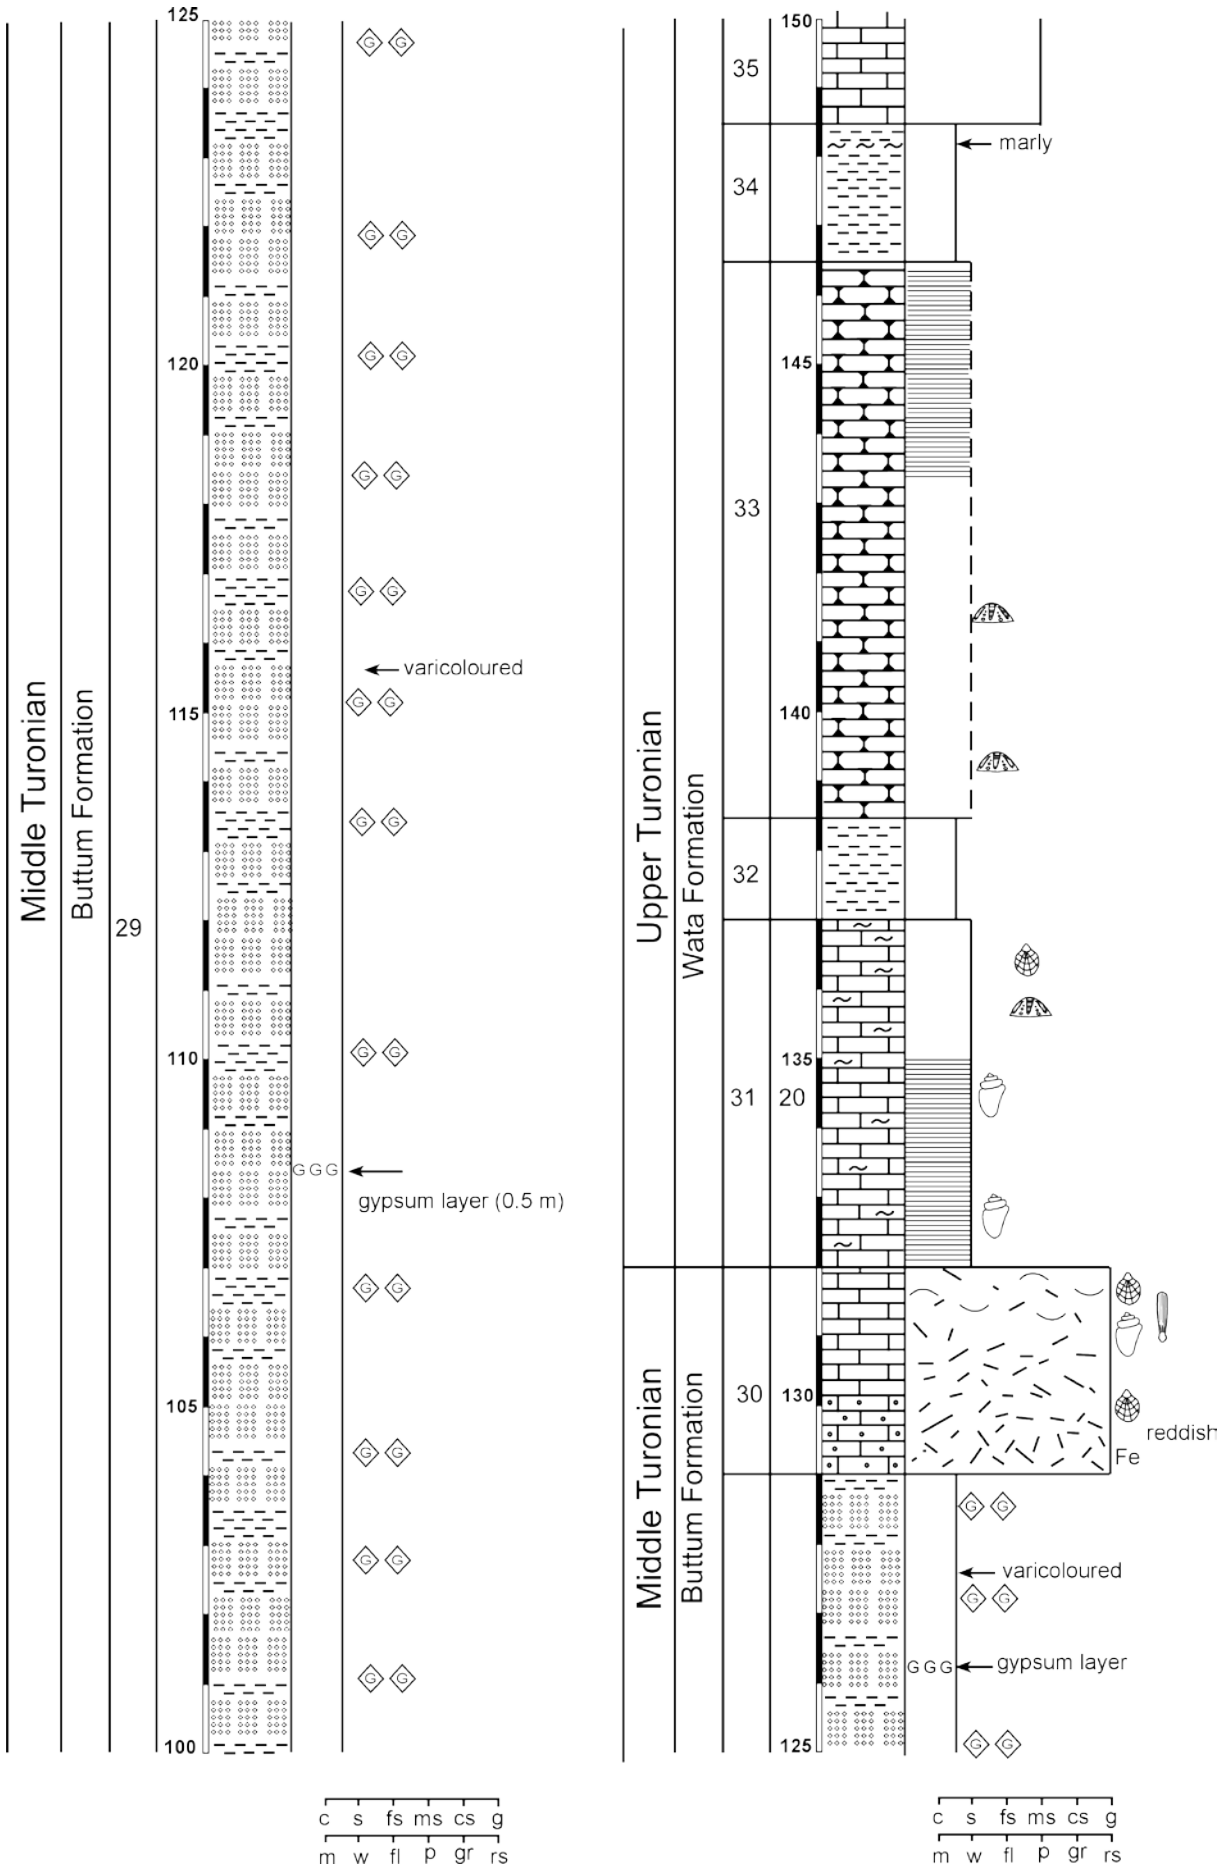 125
G G
G G
120
G G
G G
G G
varicoloured
115
G G
G G
Middle Turonian
Buttum Formation
29
110
G G
GGG
gypsum layer (0.5 m)
G G
105
G G
G G
G G
100
c s fs ms cs g
m w fl p gr rs
150
35
marly
34
145
33
140
Upper Turonian
Wata Formation
32
135
31
20
Middle Turonian
Buttum Formation
30
130
reddish
Fe
G G
varicoloured
G G
GGG
gypsum layer
G G
125
c s fs ms cs g
m w fl p gr rs